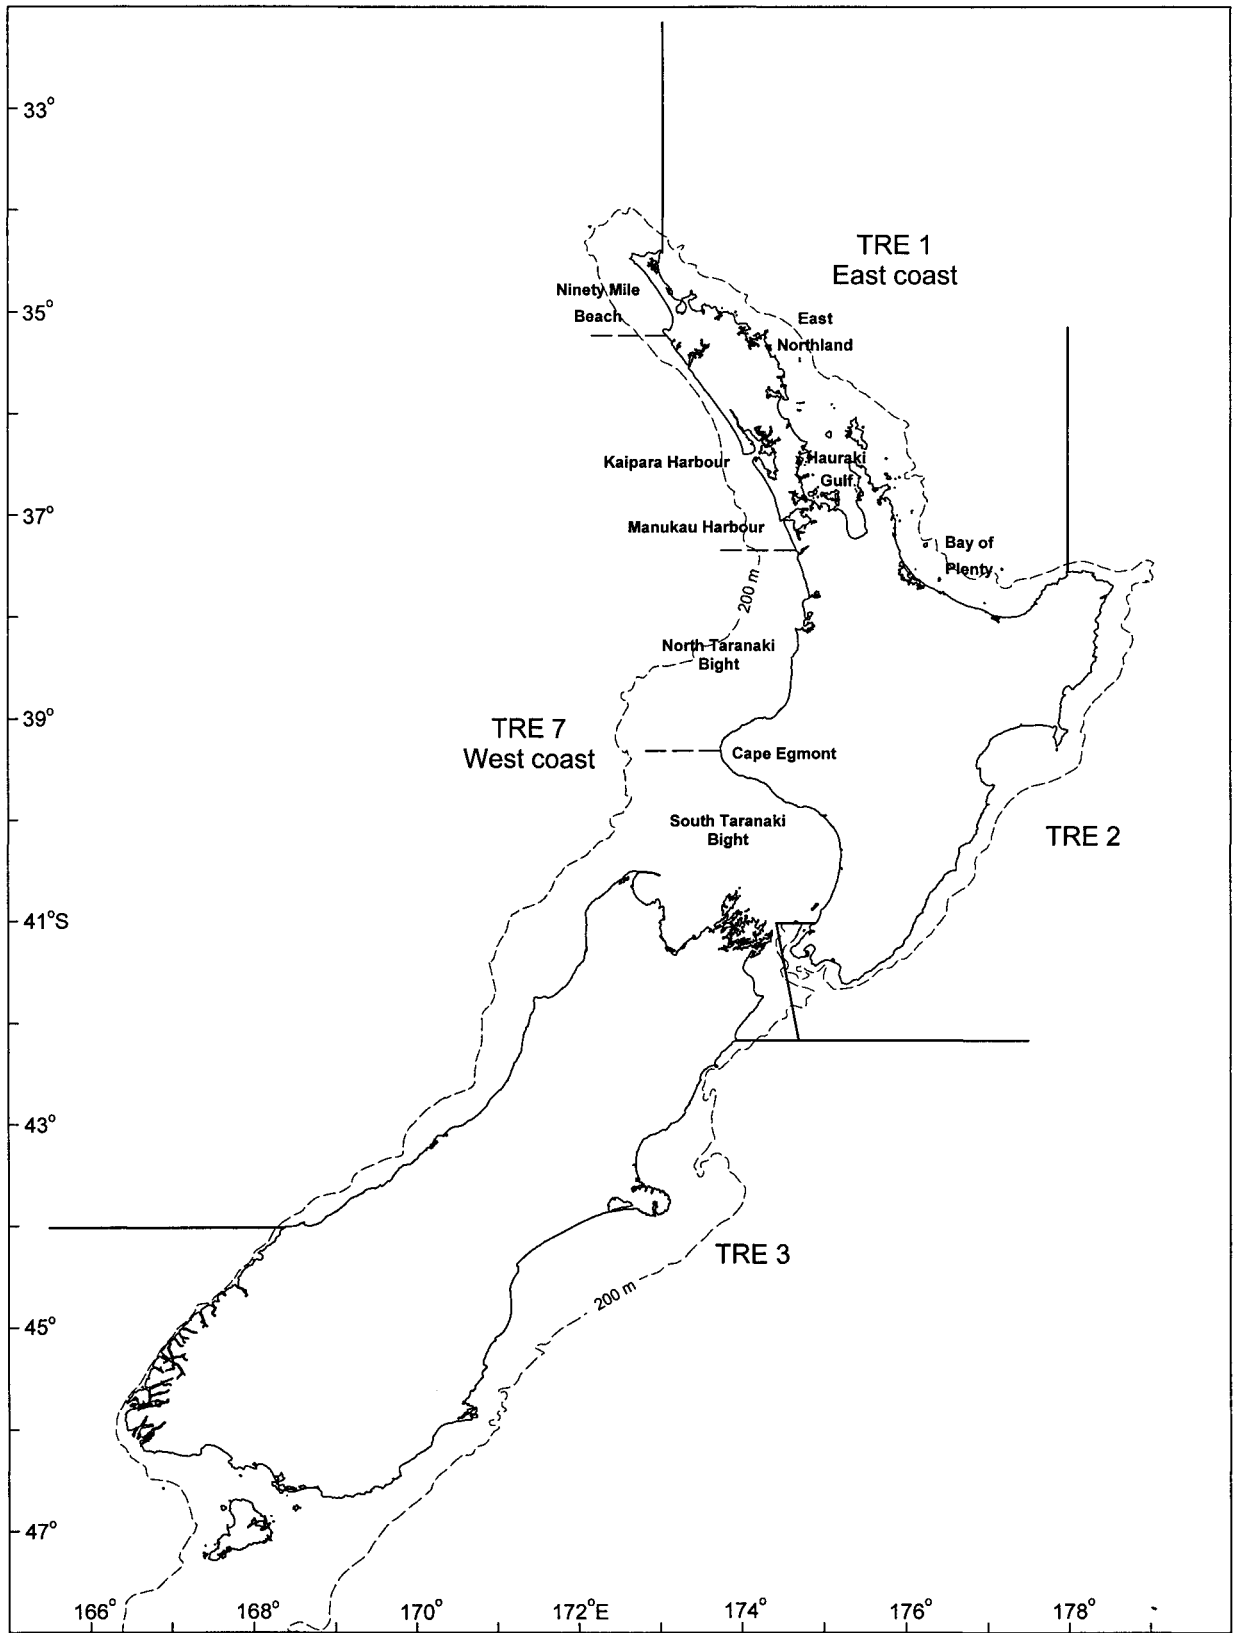 33°
TRE 1
East coast
Ninety Mile
Beach
35°
East
Northland
Kaipara Harbour
Hauraki
Gulf
37°
Manukau Harbour
Bay of
Plenty
200 m
North Taranaki
Bight
39°
TRE 7
West coast
Cape Egmont
South Taranaki
Bight
TRE 2
41°S
43°
TRE 3
200 m
45°
47°
166°
168°
170°
172°E
174°
176°
178°